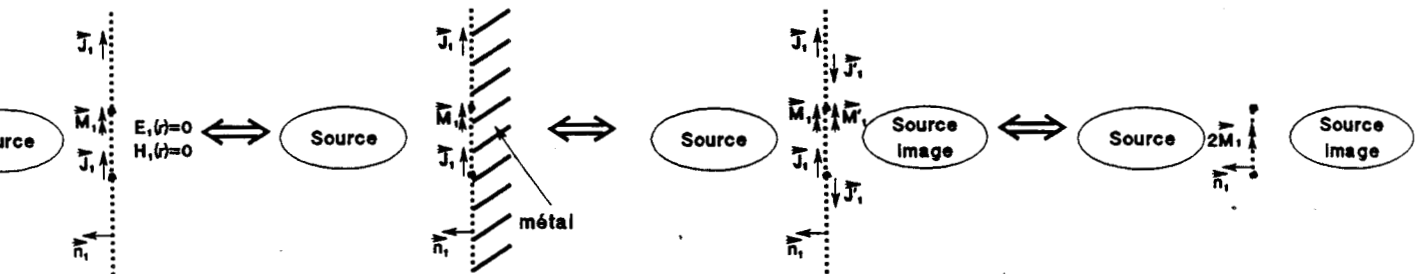 J₁
M₁
J₁
n₁
urce
E₁(r)=0
H₁(r)=0
Source
J₁
M₁
J₁
n₁
métal
Source
J₁
J'₁
M₁
M'₁
J₁
J'₁
n₁
Source
image
Source
2M₁
n₁
Source
image